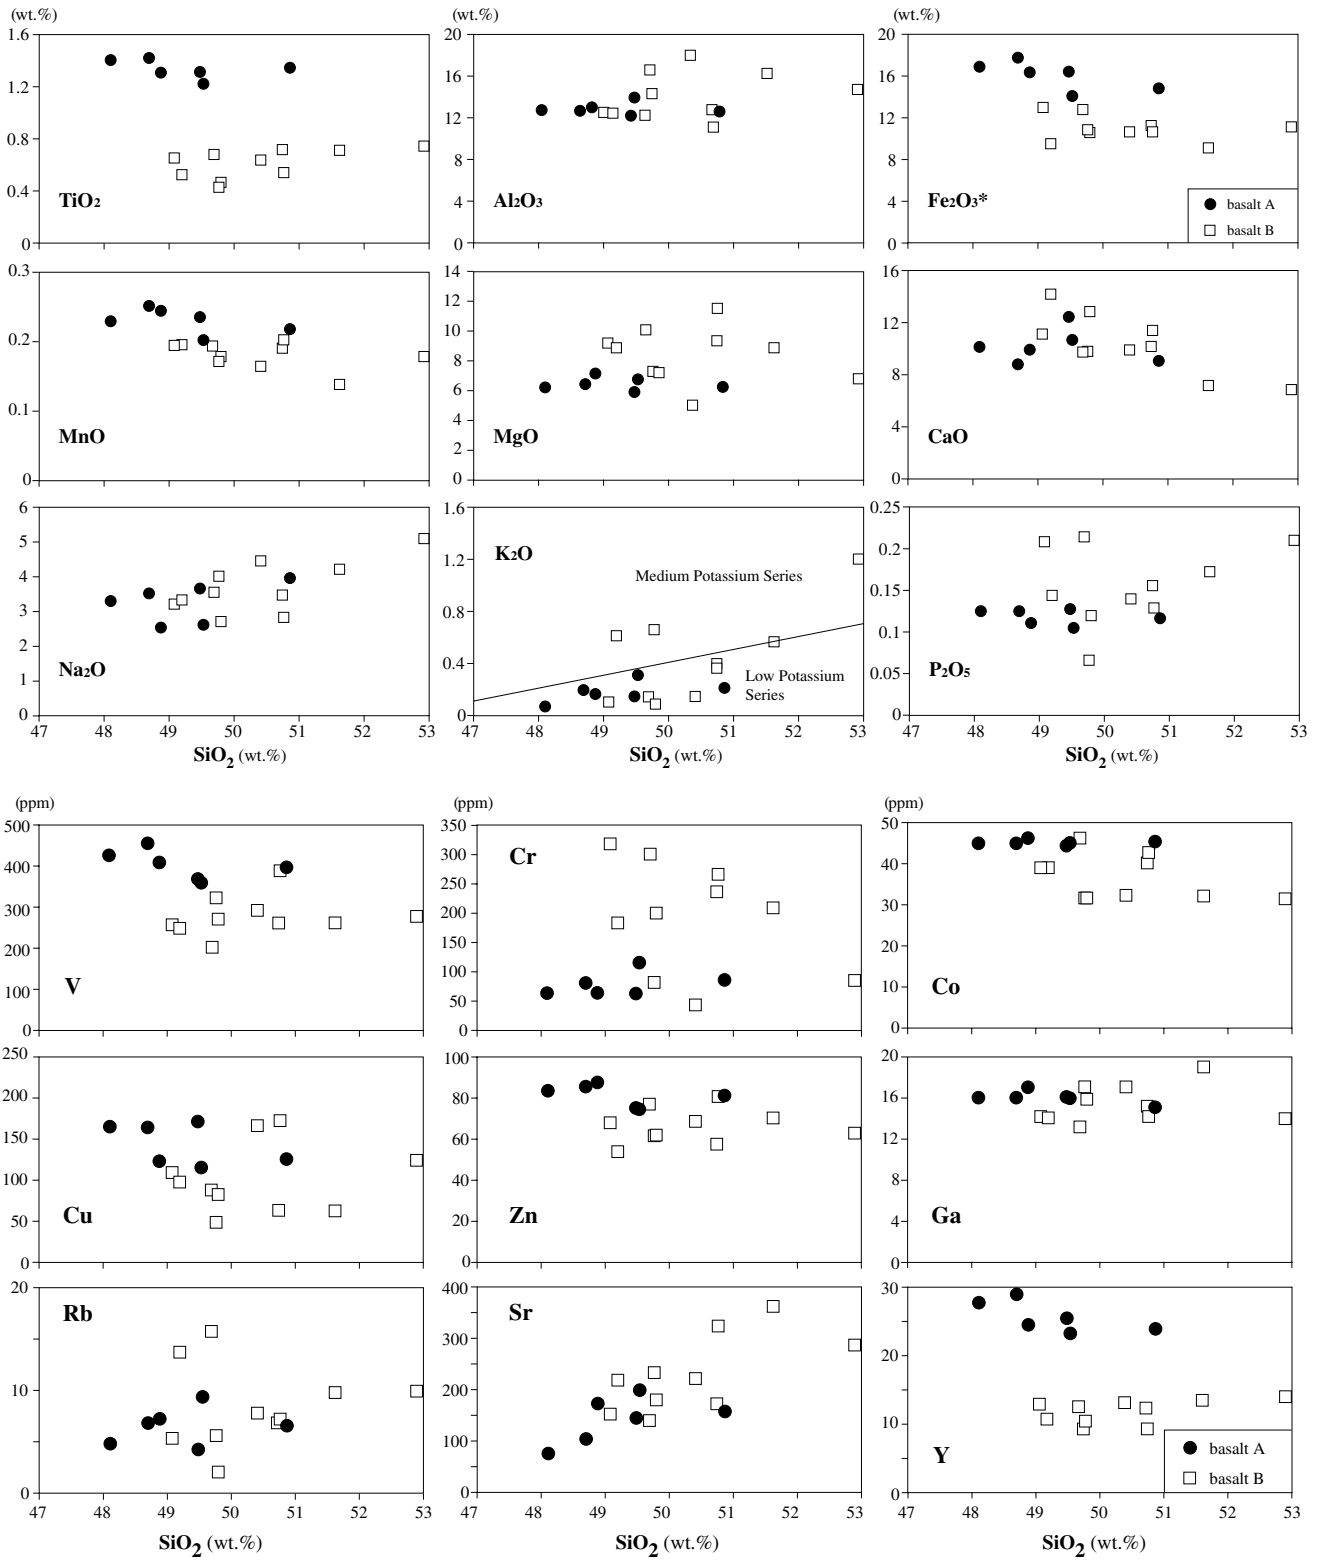 (wt.%) (wt.%) (wt.%)
1.6 20 20
1.2 16 16
0.8 12 12
0.4 8 8
TiO2 Al2O3 Fe2O3*
4 4
0 0 0
basalt A
basalt B
0.3 14 16
12
0.2 10 12
8 8
0.1 6
4 4
MnO MgO CaO
2
0 0 0
6 1.6 0.25
5 K2O
1.2 0.2
4 Medium Potassium Series
3 0.8 0.15
2 0.4 0.1
Na2O Low Potassium P2O5
1 Series 0.05
0 0 0
47 48 49 50 51 52 53 48 49 50 51 52 53 47 48 49 50 51 52 53
SiO2 (wt.%) SiO2 (wt.%) SiO2 (wt.%)
(ppm) (ppm) (ppm)
500 350 50
400 Cr 300 40
300 250 30
200 200 20
150
100 100 10
V Co
50
0 0 0
250 100 20
200 80 16
150 60 12
100 40 8
Cu Zn Ga
50 20 4
0 0 0
20 400 30
Rb Sr
300 20
10 200
100 10
Y
basalt A
basalt B
0 0 0
47 48 49 50 51 52 53 47 48 49 50 51 52 53 47 48 49 50 51 52 53
SiO2 (wt.%) SiO2 (wt.%) SiO2 (wt.%)